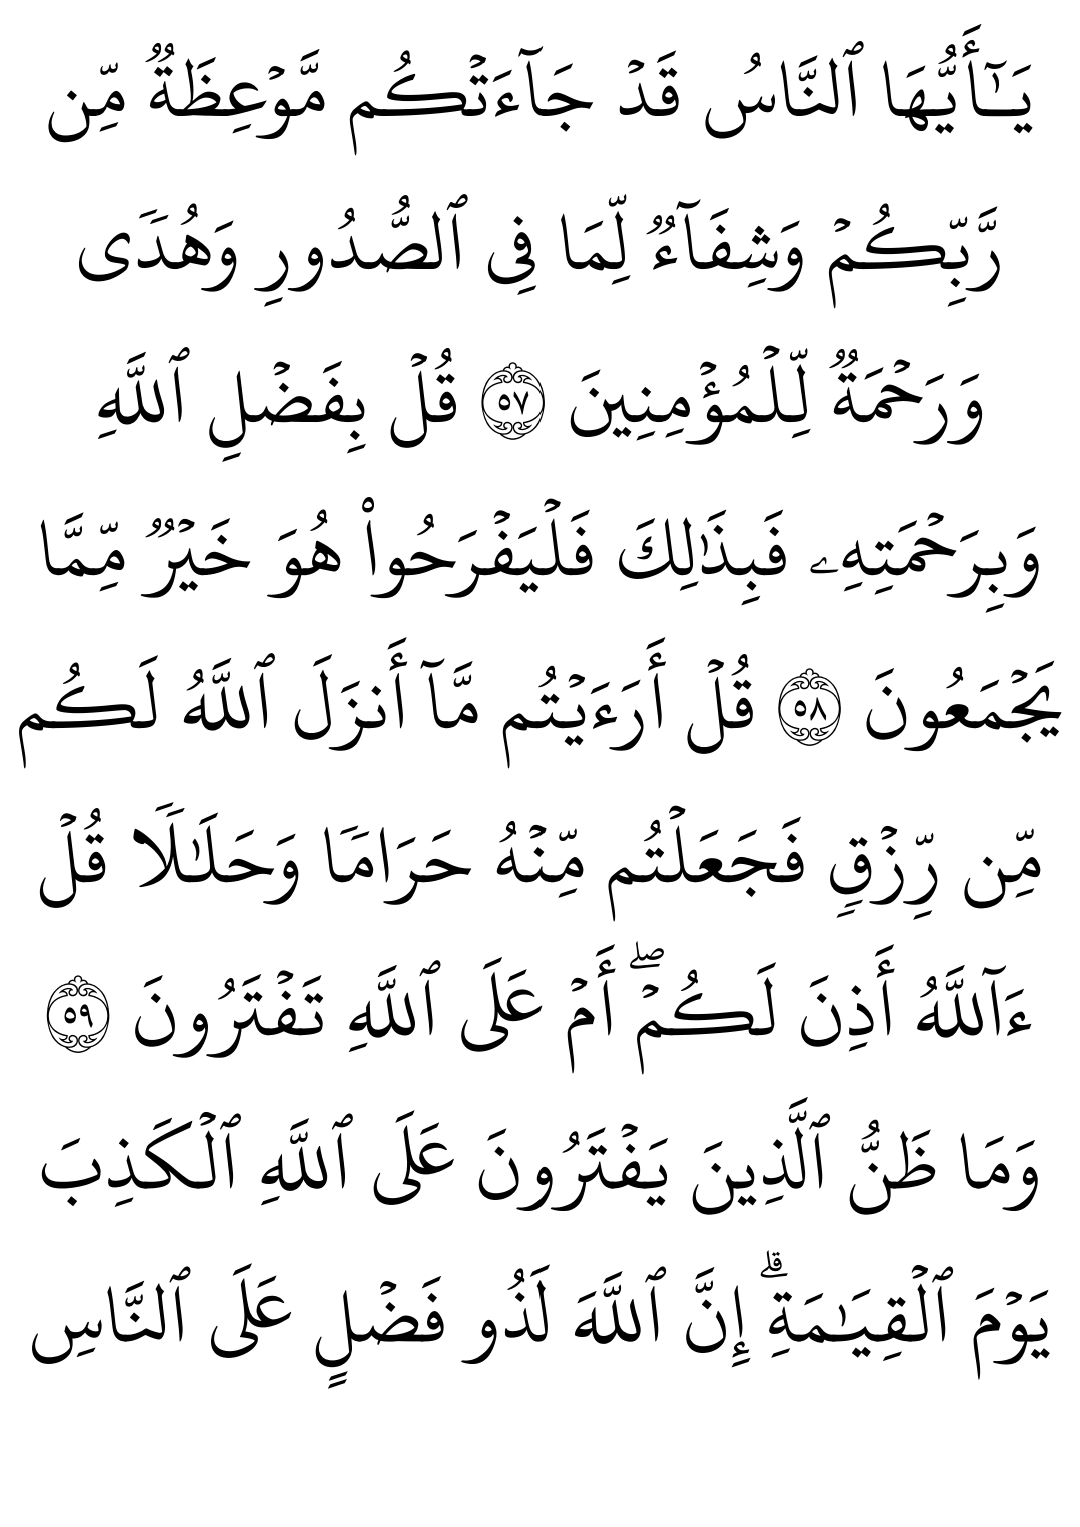 يَـٰٓأَيُّهَا ٱلنَّاسُ قَدْ جَآءَتْكُم مَّوْعِظَةٌ مِّن
رَّبِّكُمْ وَشِفَآءٌ لِّمَا فِى ٱلصُّدُورِ وَهُدًى
وَرَحْمَةٌ لِّلْمُؤْمِنِينَ ۝٥٧ قُلْ بِفَضْلِ ٱللَّهِ
وَبِرَحْمَتِهِۦ فَبِذَٰلِكَ فَلْيَفْرَحُوا۟ هُوَ خَيْرٌ مِّمَّا
يَجْمَعُونَ ۝٥٨ قُلْ أَرَءَيْتُم مَّآ أَنزَلَ ٱللَّهُ لَكُم
مِّن رِّزْقٍ فَجَعَلْتُم مِّنْهُ حَرَامًا وَحَلَـٰلًا قُلْ
ءَآللَّهُ أَذِنَ لَكُمْ ۖ أَمْ عَلَى ٱللَّهِ تَفْتَرُونَ ۝٥٩
وَمَا ظَنُّ ٱلَّذِينَ يَفْتَرُونَ عَلَى ٱللَّهِ ٱلْكَذِبَ
يَوْمَ ٱلْقِيَـٰمَةِ ۗ إِنَّ ٱللَّهَ لَذُو فَضْلٍ عَلَى ٱلنَّاسِ